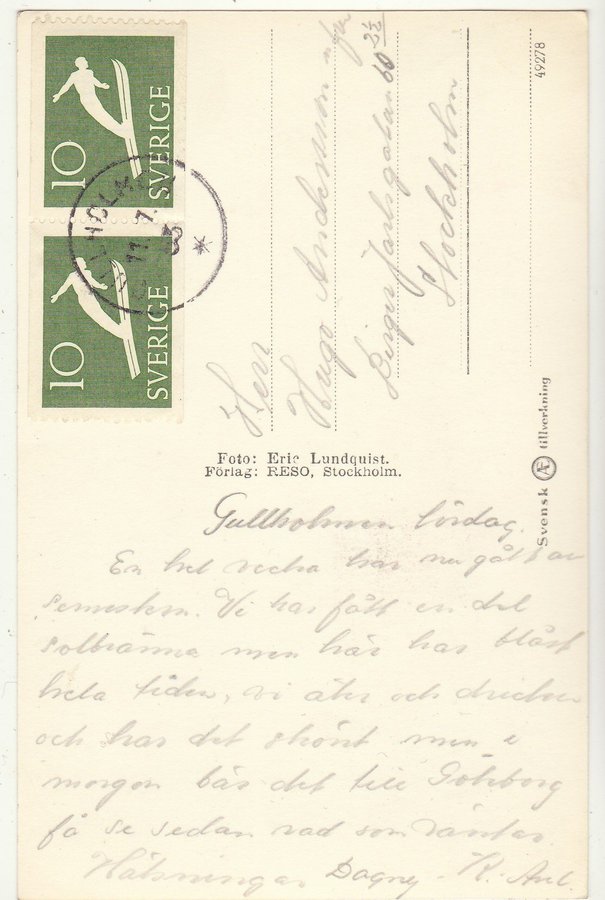 10
SVERIGE
10
SVERIGE
11. 7.
49278
Herr
Hugo Andersson
Birger Jarlsgatan 60
Stockholm
Foto: Eric Lundquist.
Förlag: RESO, Stockholm.
Svensk Æ tillverkning
Gullholmen lördag.
En hel vecka har nu gått av
semestern. Vi har fått en del
solbränna men här har blåst
hela tiden, vi äter och dricker
och har det skönt men i
morgon bär det till Göteborg
få se sedan vad som väntar.
Hälsningar Dagny